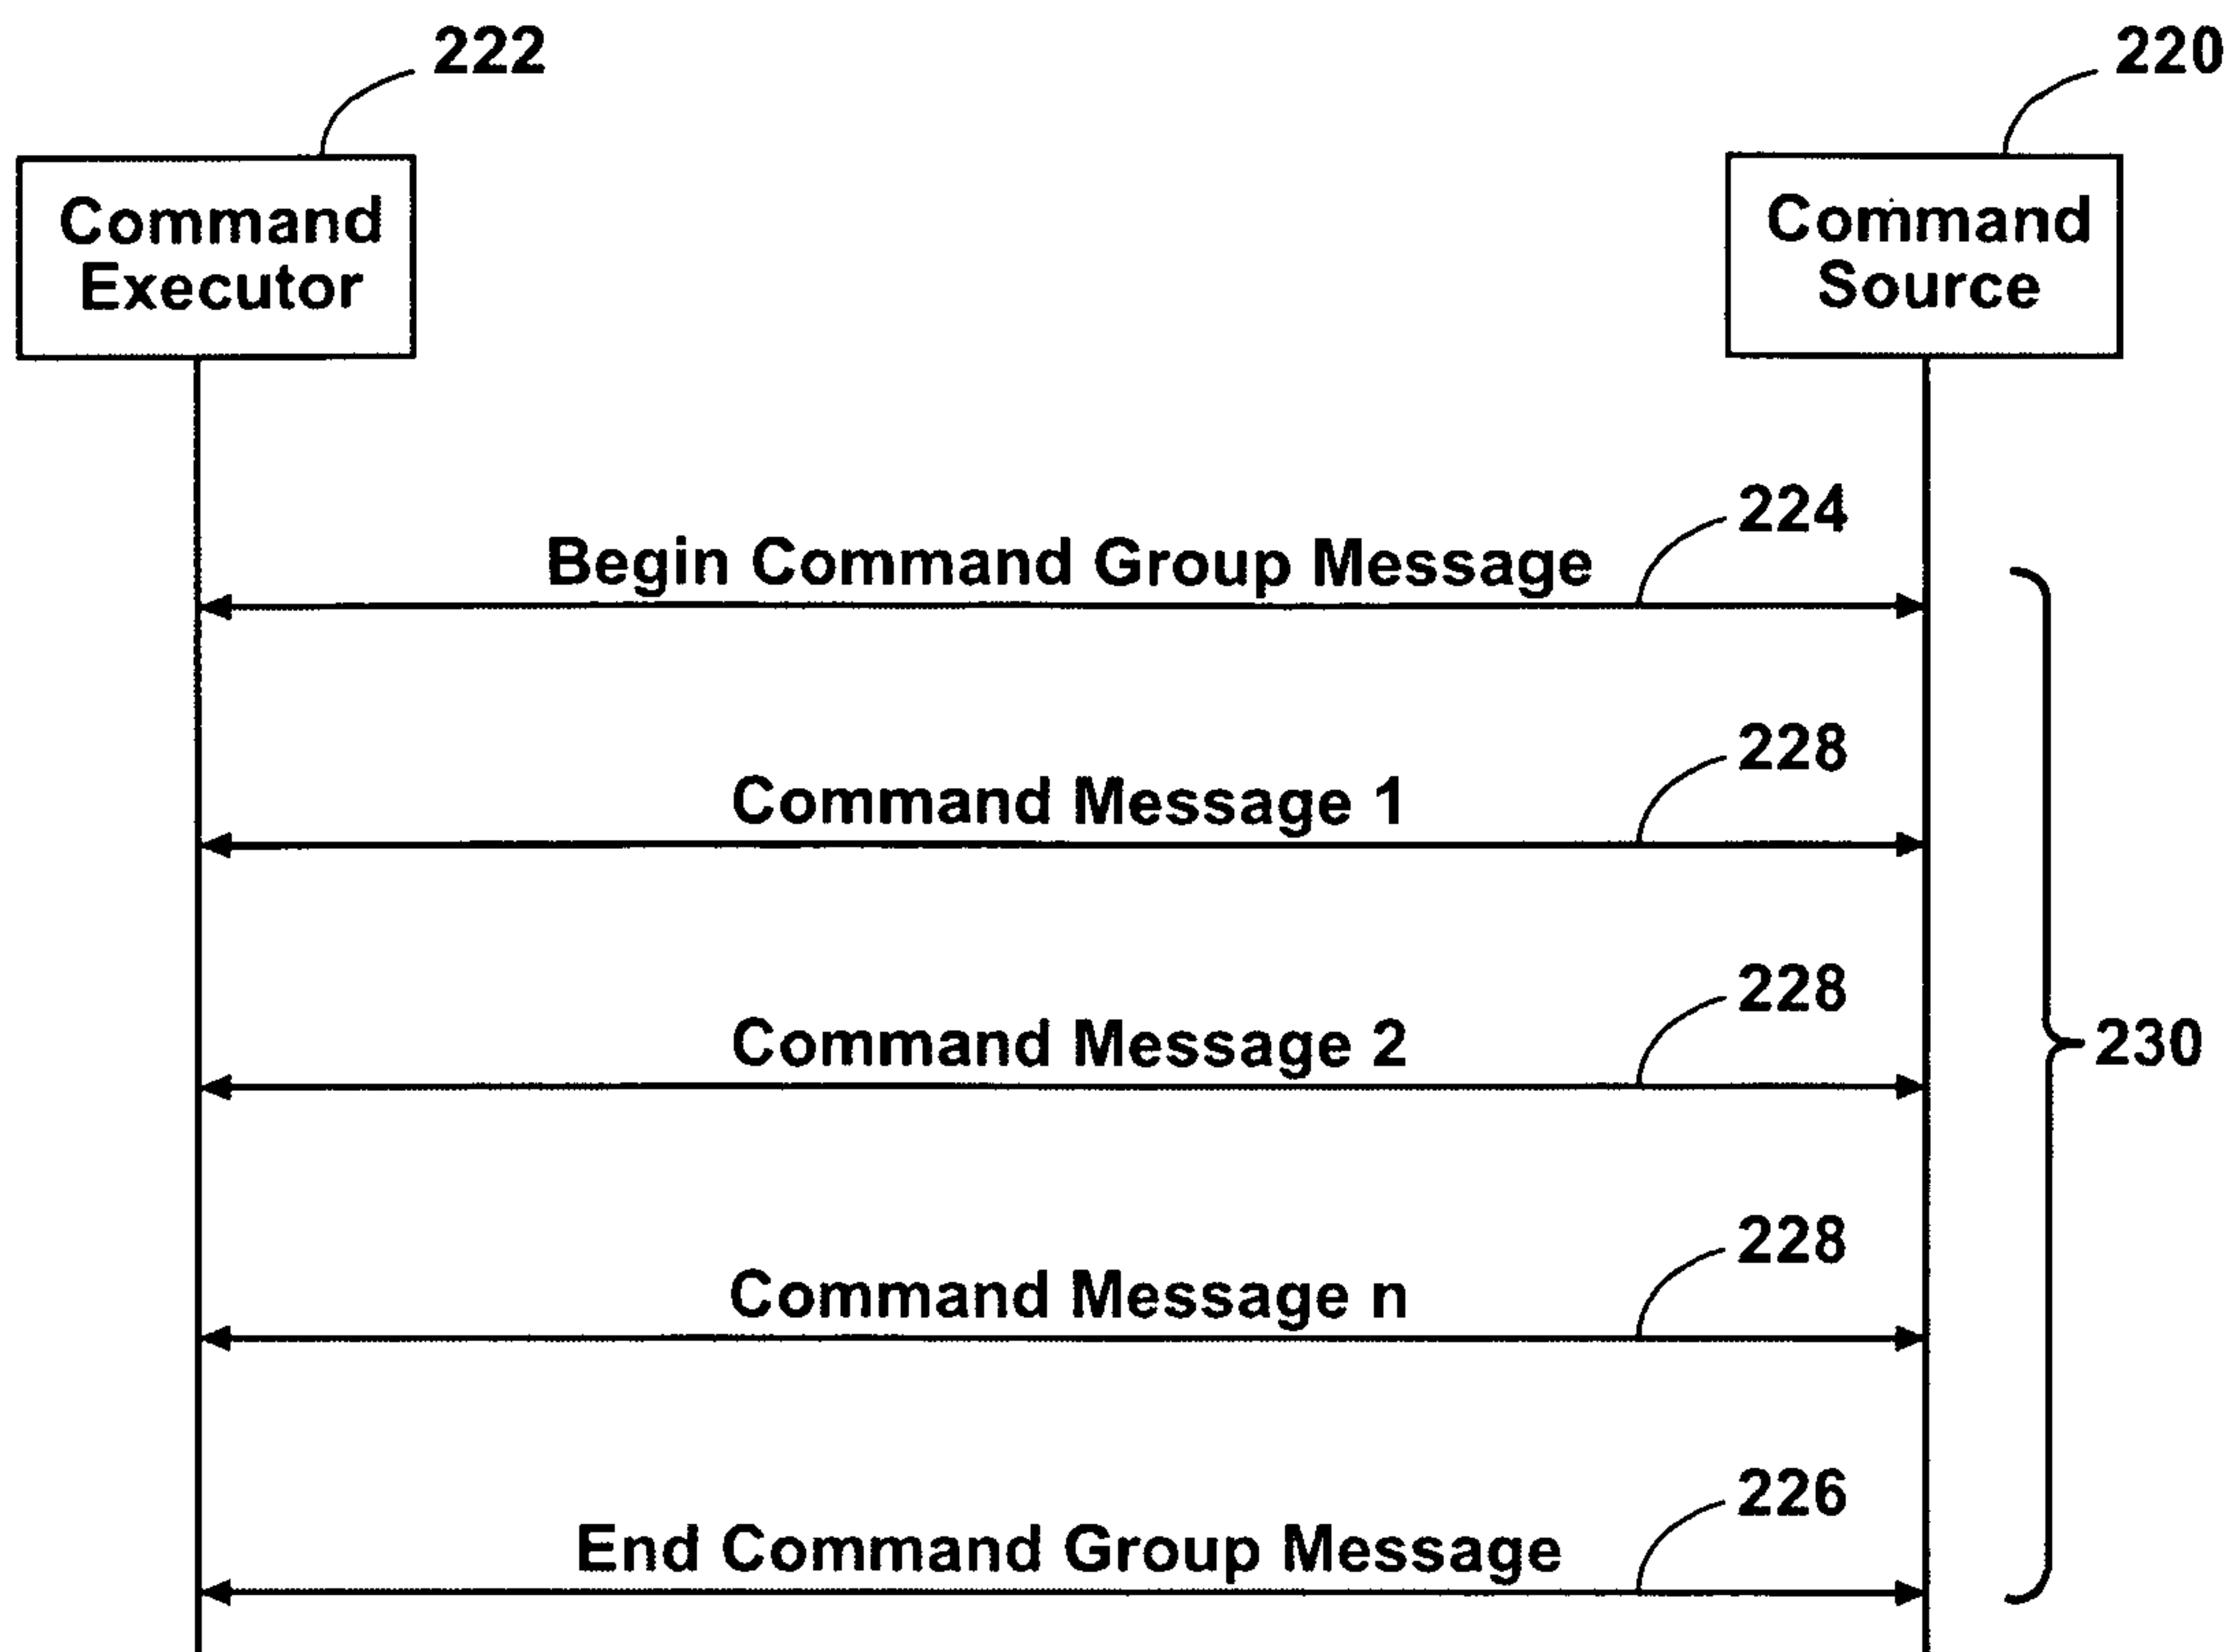 222
220
Command
Executor
Command
Source
224
Begin Command Group Message
228
Command Message 1
228
Command Message 2
230
228
Command Message n
226
End Command Group Message